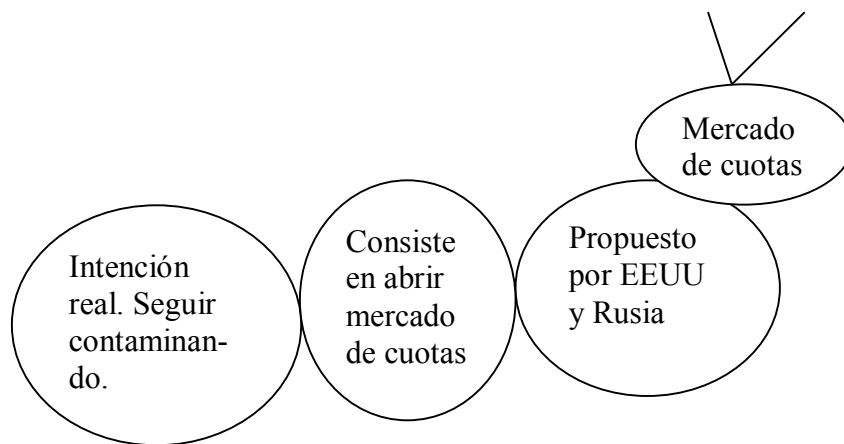 Mercado
de cuotas
Propuesto
por EEUU
y Rusia
Consiste
en abrir
mercado
de cuotas
Intención
real. Seguir
contaminan-
do.